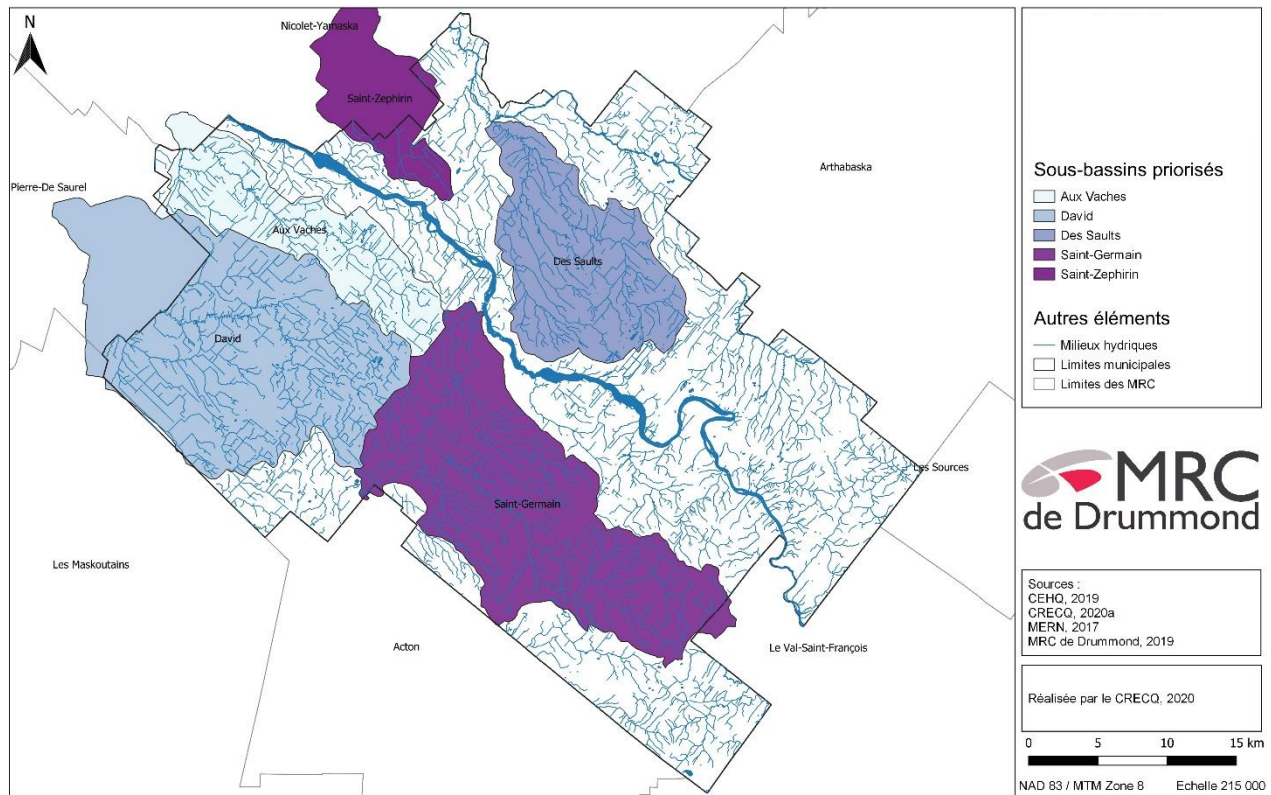 N
Nicolet-Yamaska
Saint-Zephirin
Arthabaska
Pierre-De Saurel
Aux Vaches
Des Saults
David
Les Sources
Saint-Germain
Les Maskoutains
Acton
Le Val-Saint-François
Sous-bassins priorisés
Aux Vaches
David
Des Saults
Saint-Germain
Saint-Zephirin
Autres éléments
Milieux hydriques
Limites municipales
Limites des MRC
MRC
de Drummond
Sources :
CEHQ, 2019
CRECQ, 2020a
MERN, 2017
MRC de Drummond, 2019
Réalisée par le CRECQ, 2020
0 5 10 15 km
NAD 83 / MTM Zone 8 Echelle 215 000